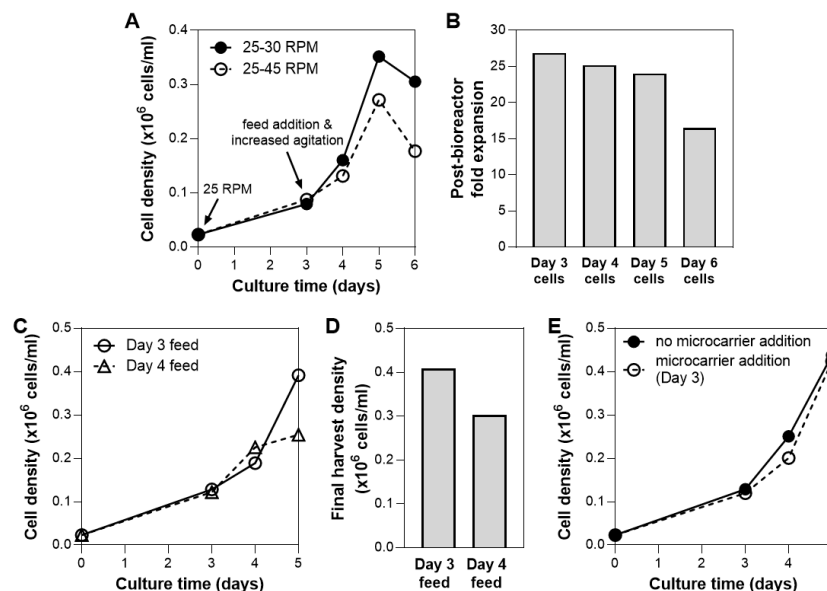 A
25-30 RPM
25-45 RPM
feed addition &
increased agitation
25 RPM
Cell density (x10⁶ cells/ml)
0.4
0.3
0.2
0.1
0.0
0 1 2 3 4 5 6
Culture time (days)
B
Post-bioreactor
fold expansion
30
25
20
15
10
5
0
Day 3 Day 4 Day 5 Day 6
cells cells cells cells
C
Day 3 feed
Day 4 feed
Cell density (x10⁶ cells/ml)
0.5
0.4
0.3
0.2
0.1
0.0
0 1 2 3 4 5
Culture time (days)
D
Final harvest density
(x10⁶ cells/ml)
0.5
0.4
0.3
0.2
0.1
0.0
Day 3 Day 4
feed feed
E
no microcarrier addition
microcarrier addition
(Day 3)
Cell density (x10⁶ cells/ml)
0.5
0.4
0.3
0.2
0.1
0.0
0 1 2 3 4
Culture time (days)